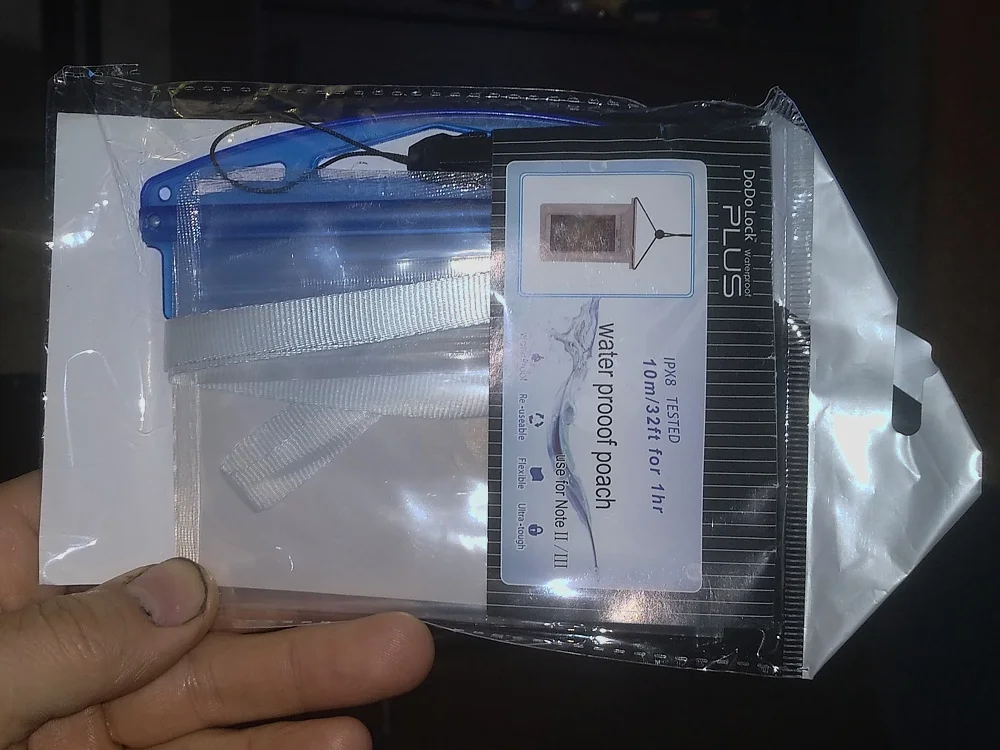 DoDo Lock Waterproof
PLUS
IPX8 TESTED
10m/32ft for 1hr
water prooof poach
use for Note II / III
Re-useable
Flexible
Ultra-tough